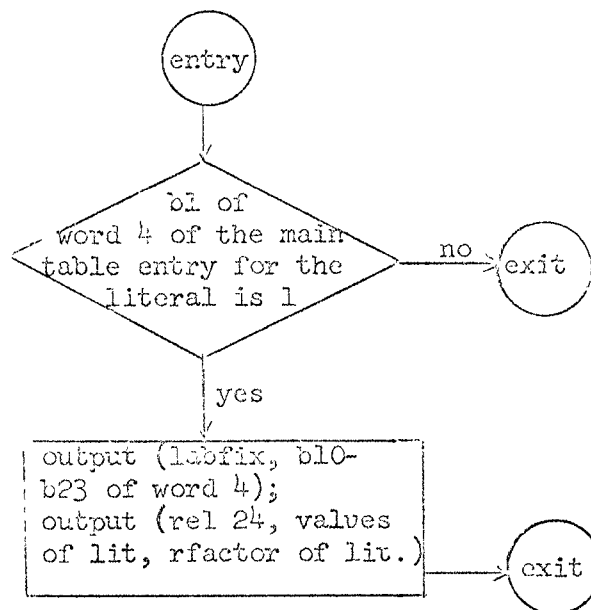 entry
b1 of
word 4 of the main
table entry for the
literal is 1
no
exit
yes
output (labfix, b10-
b23 of word 4);
output (rel 24, values
of lit, rfactor of lit.)
exit